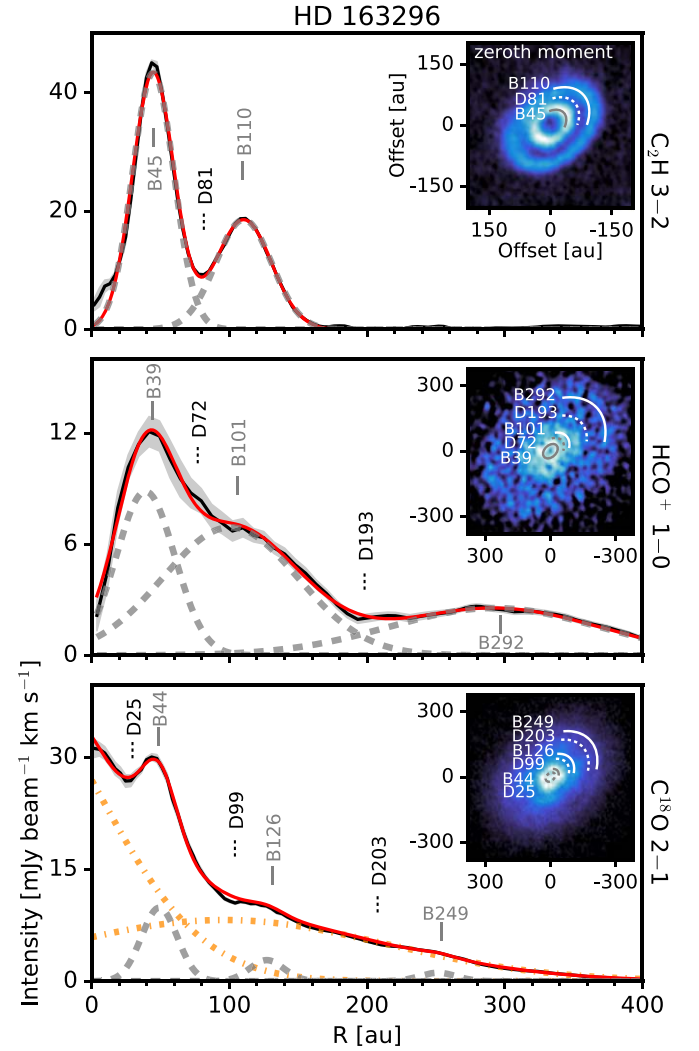 HD 163296
zeroth moment
B110
D81
B45
150
0
-150
Offset [au]
150
0
-150
Offset [au]
40
20
0
B45
D81
B110
C₂H 3−2
B292
D193
B101
D72
B39
300
0
-300
300
0
-300
12
6
0
B39
D72
B101
D193
B292
HCO⁺ 1−0
B249
D203
B126
D99
B44
D25
300
0
-300
300
0
-300
30
15
0
D25
B44
D99
B126
D203
B249
C¹⁸O 2−1
Intensity [mJy beam⁻¹ km s⁻¹]
0
100
200
300
400
R [au]